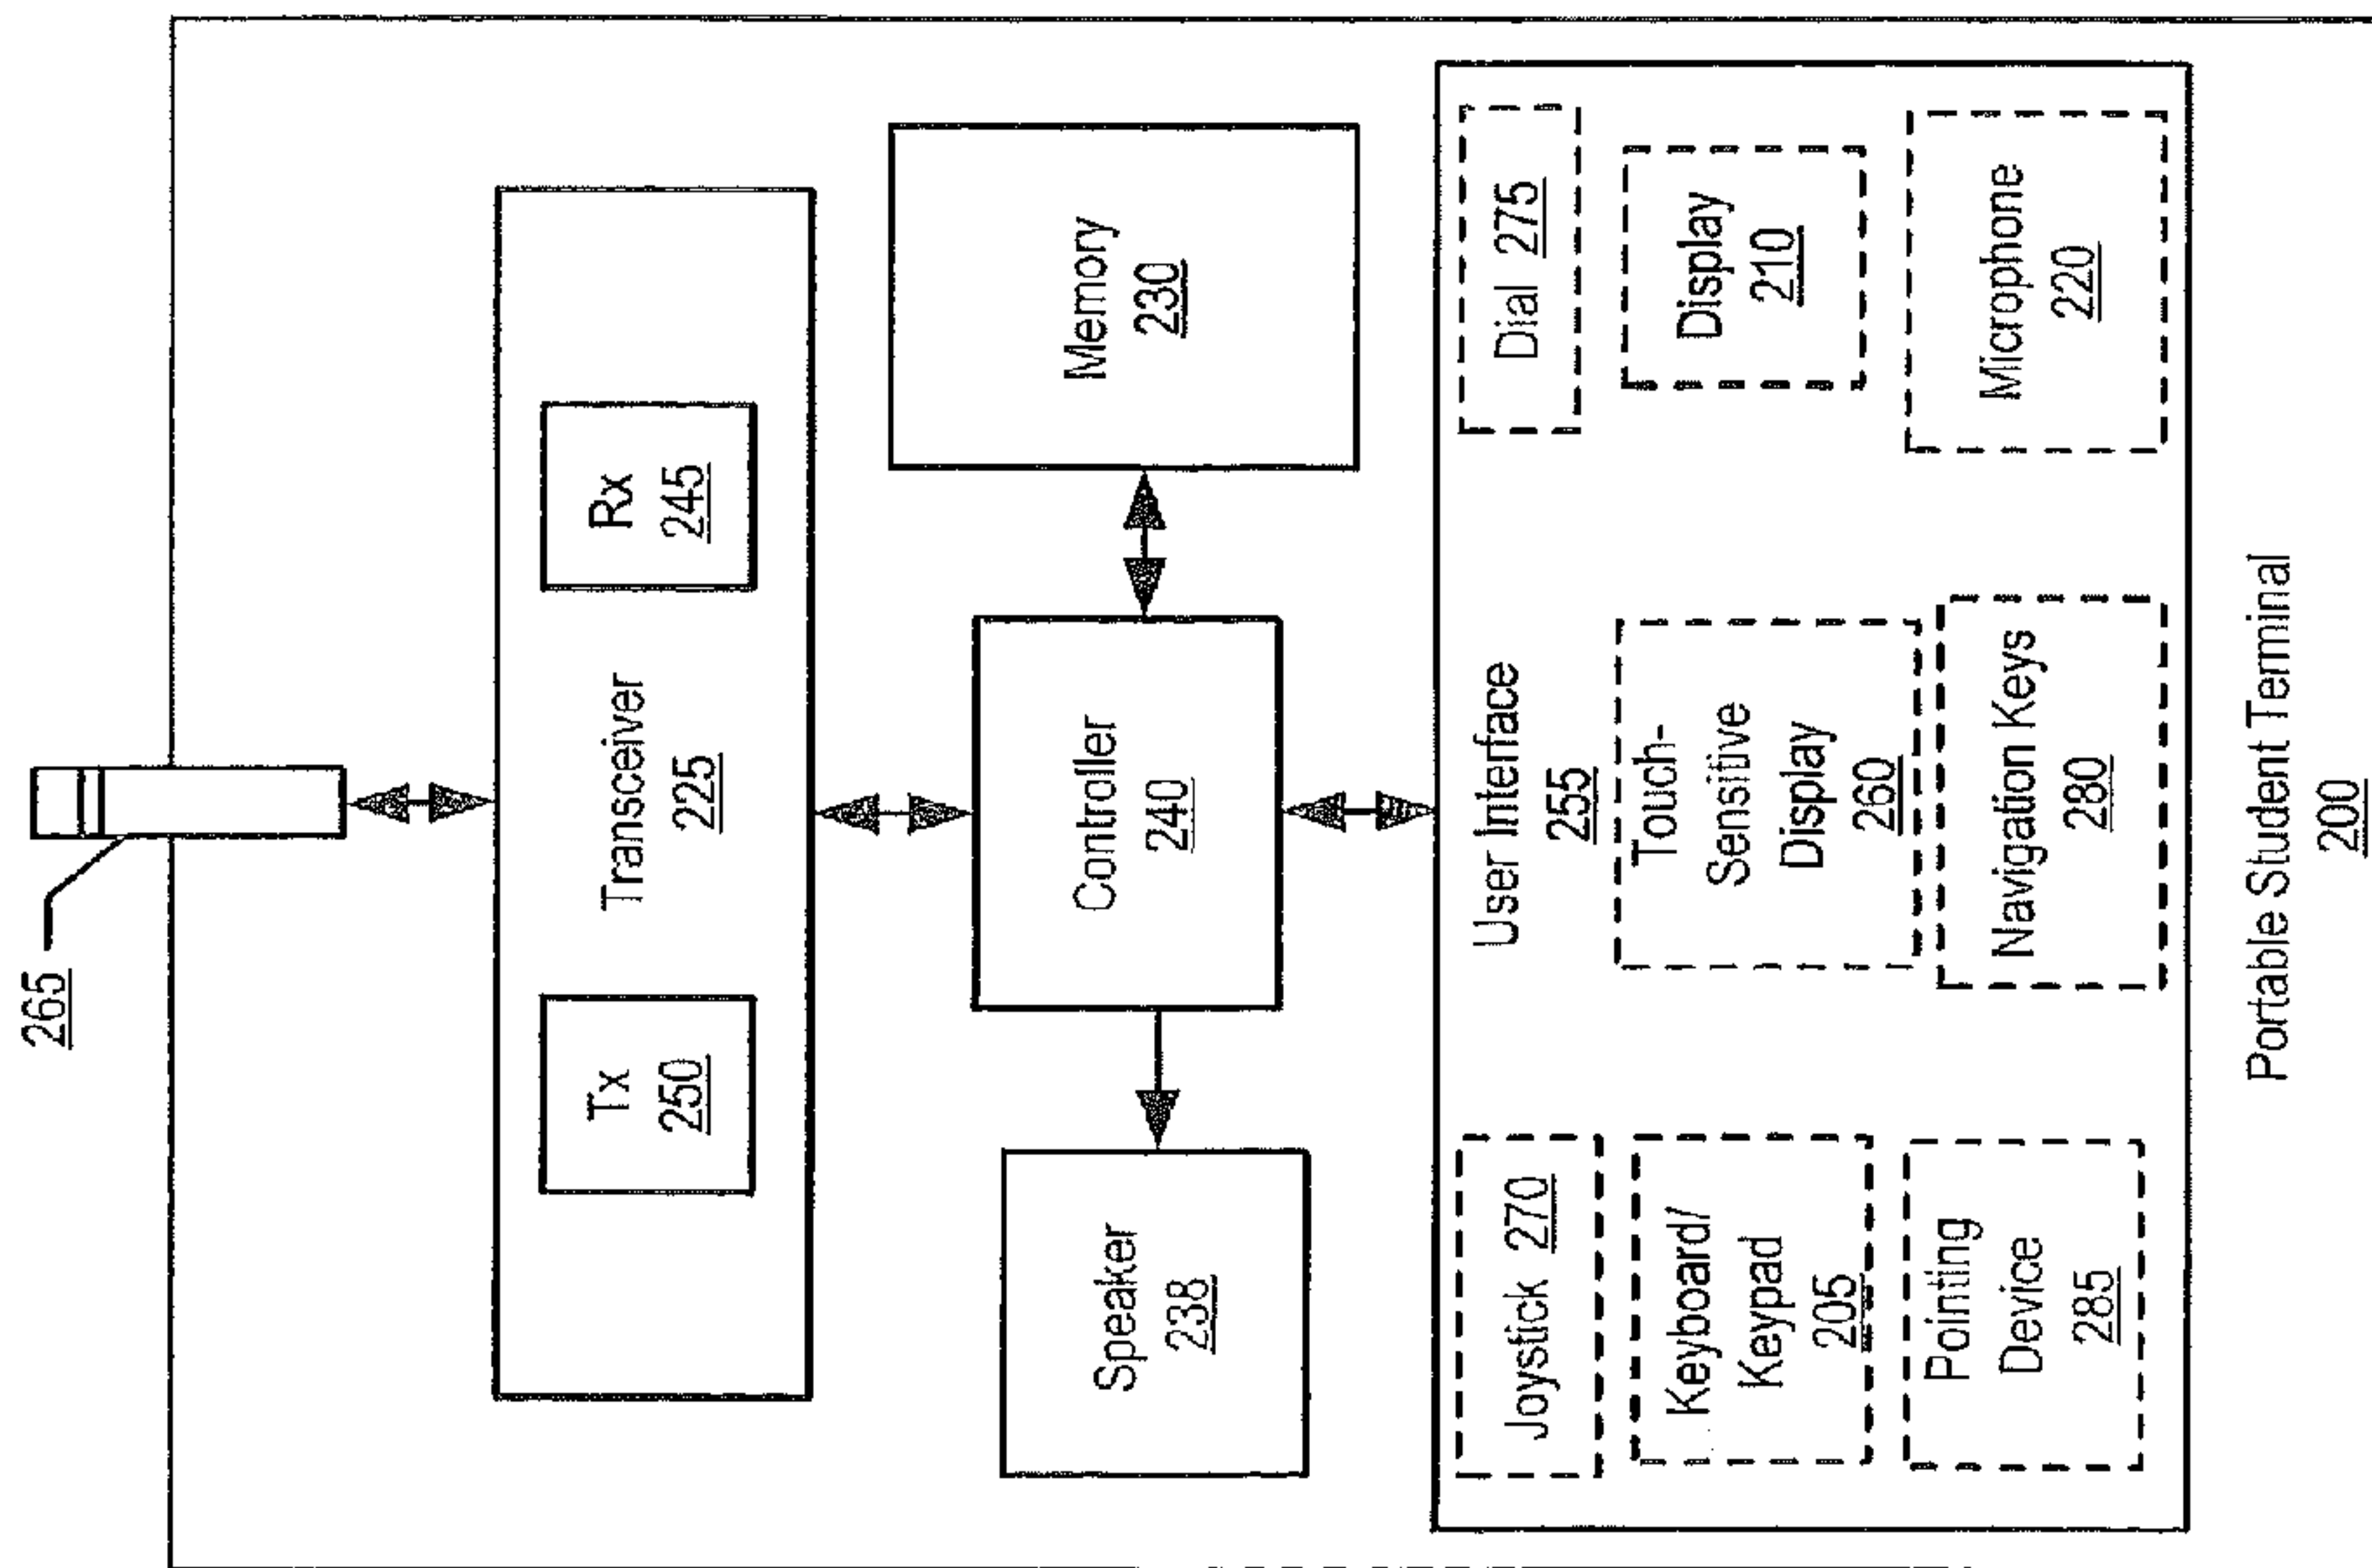 265
Tx
250
Transceiver
225
Rx
245
Speaker
238
Controller
240
Memory
230
User Interface
255
Joystick 270
Dial 275
Keyboard/
Keypad
205
Touch-
Sensitive
Display
260
Display
210
Pointing
Device
285
Navigation Keys
280
Microphone
220
Portable Student Terminal
200